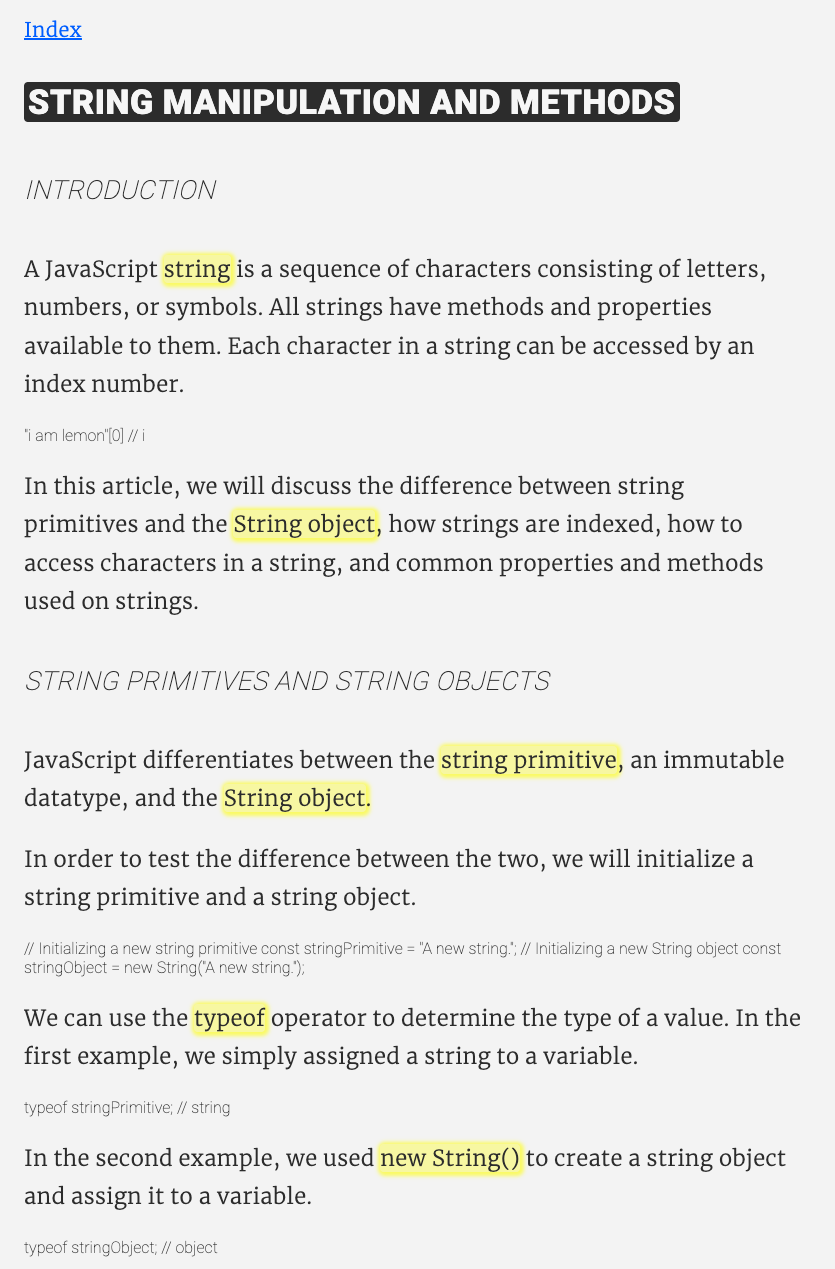 Index
STRING MANIPULATION AND METHODS
INTRODUCTION
A JavaScript string is a sequence of characters consisting of letters,
numbers, or symbols. All strings have methods and properties
available to them. Each character in a string can be accessed by an
index number.
"i am lemon"[0] // i
In this article, we will discuss the difference between string
primitives and the String object, how strings are indexed, how to
access characters in a string, and common properties and methods
used on strings.
STRING PRIMITIVES AND STRING OBJECTS
JavaScript differentiates between the string primitive, an immutable
datatype, and the String object.
In order to test the difference between the two, we will initialize a
string primitive and a string object.
// Initializing a new string primitive const stringPrimitive = "A new string."; // Initializing a new String object const
stringObject = new String("A new string.");
We can use the typeof operator to determine the type of a value. In the
first example, we simply assigned a string to a variable.
typeof stringPrimitive; // string
In the second example, we used new String() to create a string object
and assign it to a variable.
typeof stringObject; // object